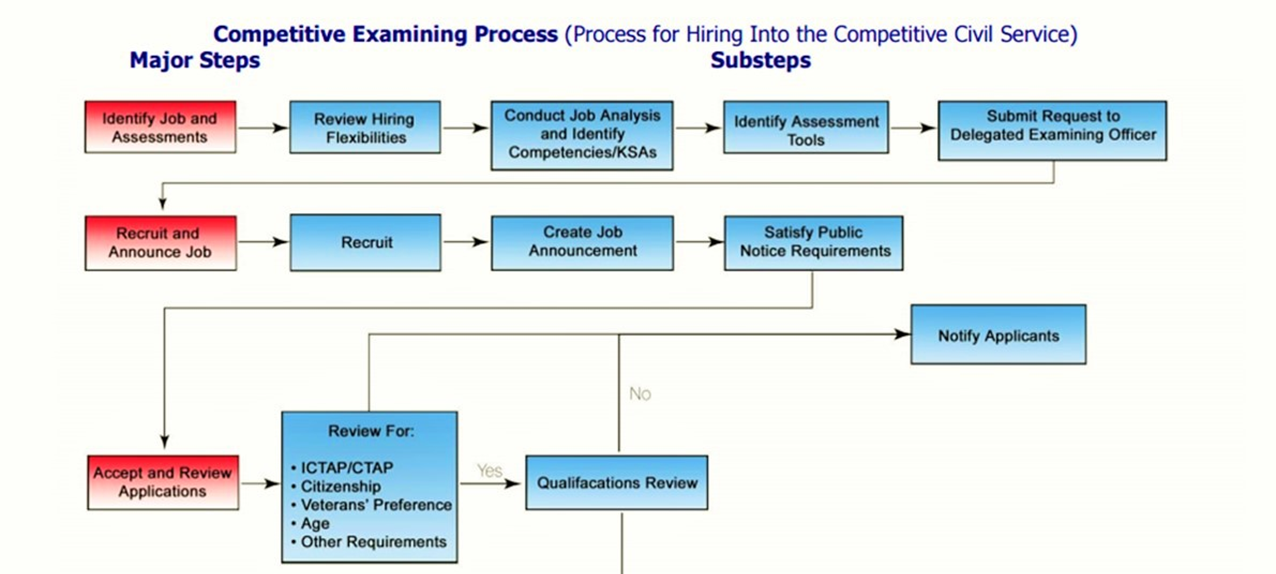 Competitive Examining Process (Process for Hiring Into the Competitive Civil Service)
Major Steps
Substeps
Identify Job and
Assessments
Review Hiring
Flexibilities
Conduct Job Analysis
and Identify
Competencies/KSAs
Identify Assessment
Tools
Submit Request to
Delegated Examining Officer
Recruit and
Announce Job
Recruit
Create Job
Announcement
Satisfy Public
Notice Requirements
Notify Applicants
No
Accept and Review
Applications
Review For:
• ICTAP/CTAP
• Citizenship
• Veterans' Preference
• Age
• Other Requirements
Yes
Qualifacations Review